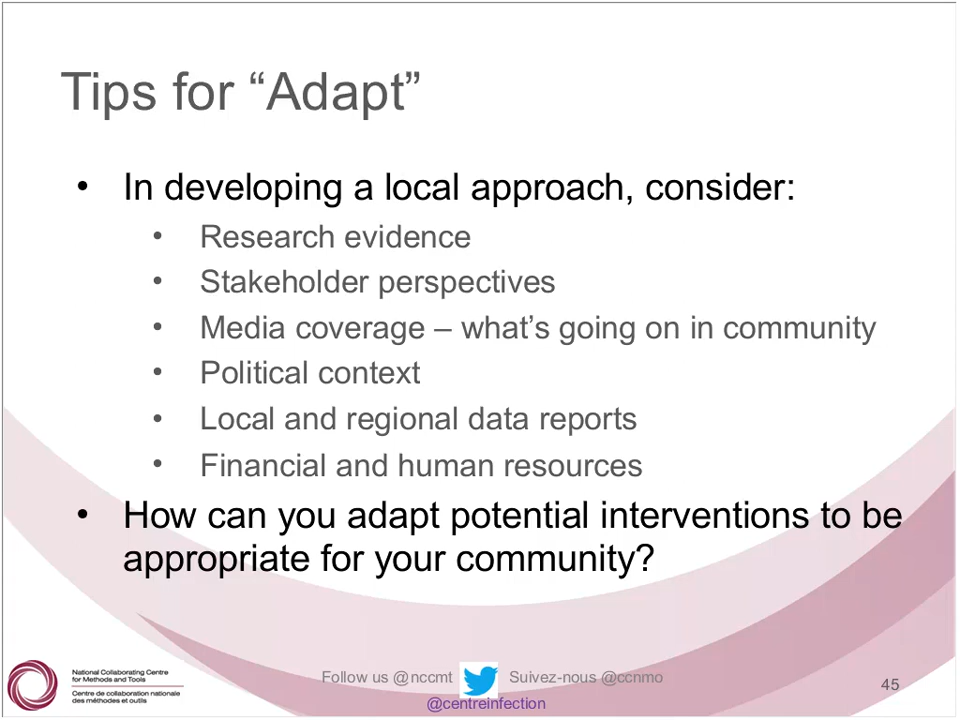 Tips for “Adapt”
• In developing a local approach, consider:
• Research evidence
• Stakeholder perspectives
• Media coverage – what’s going on in community
• Political context
• Local and regional data reports
• Financial and human resources
• How can you adapt potential interventions to be
appropriate for your community?
National Collaborating Centre
for Methods and Tools
Centre de collaboration nationale
des méthodes et outils
Follow us @nccmt Suivez-nous @ccnmo
@centreinfection
45